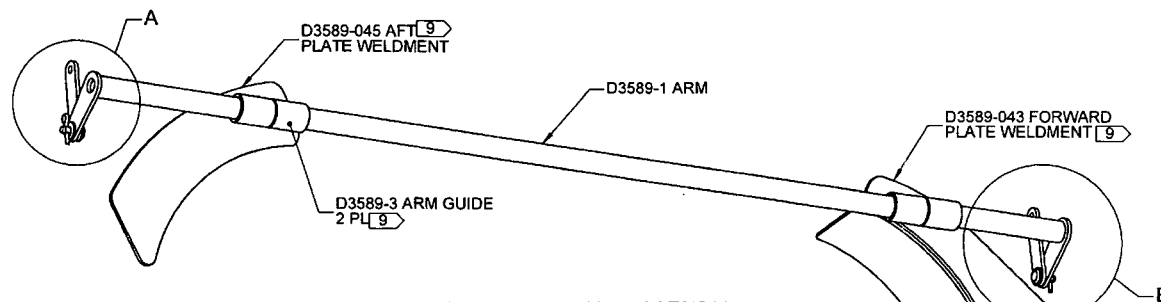 A
D3589-045 AFT 9
PLATE WELDMENT
D3589-1 ARM
D3589-043 FORWARD
PLATE WELDMENT 9
D3589-3 ARM GUIDE
2 PL 9